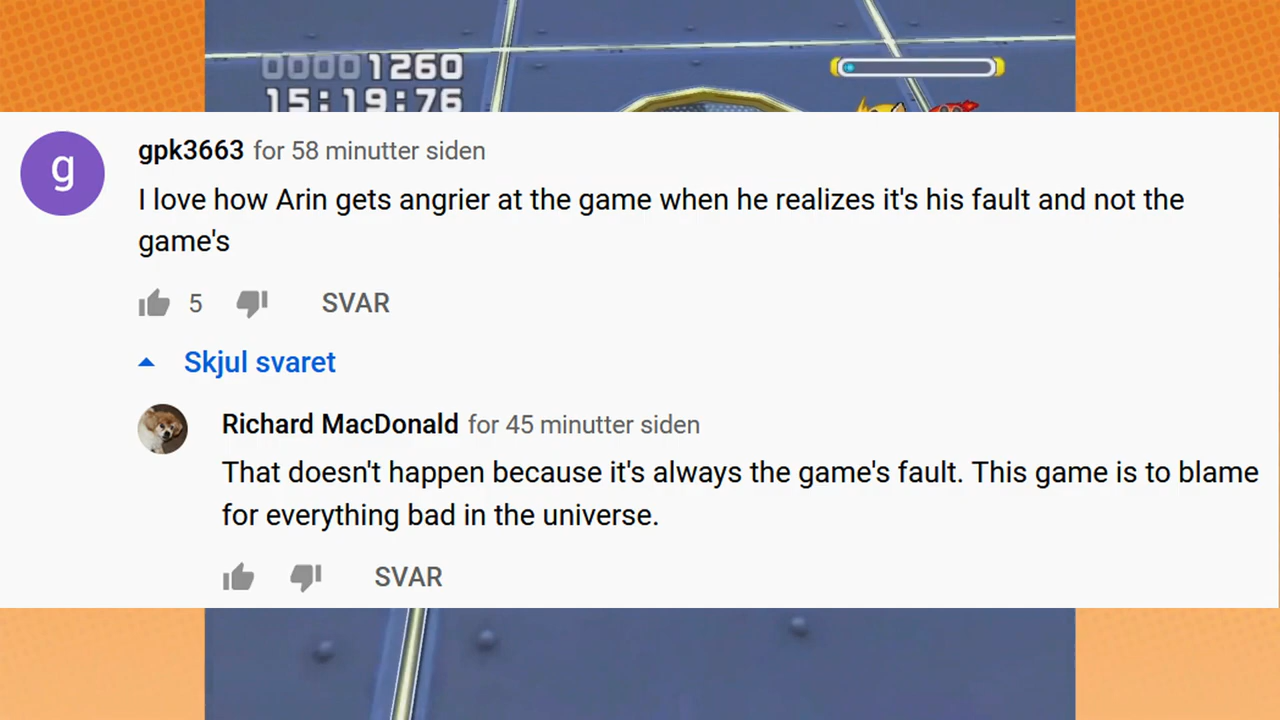 00001260
15:19:76
g
gpk3663 for 58 minutter siden
I love how Arin gets angrier at the game when he realizes it's his fault and not the
game's
5 SVAR
Skjul svaret
Richard MacDonald for 45 minutter siden
That doesn't happen because it's always the game's fault. This game is to blame
for everything bad in the universe.
SVAR